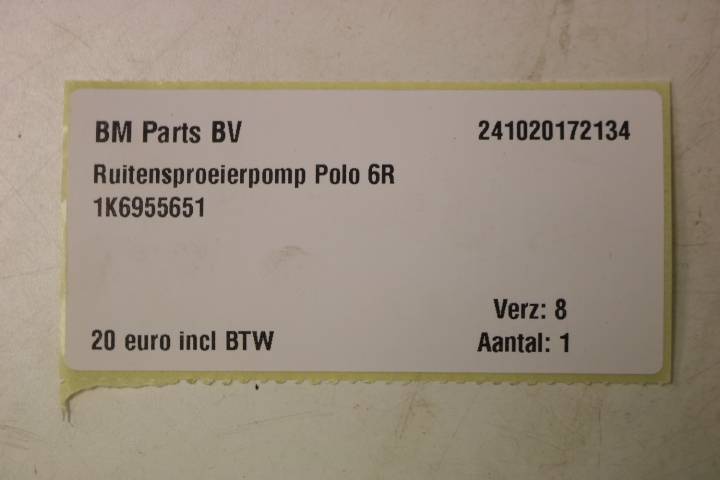 BM Parts BV 241020172134
Ruitensproeierpomp Polo 6R
1K6955651
Verz: 8
20 euro incl BTW Aantal: 1